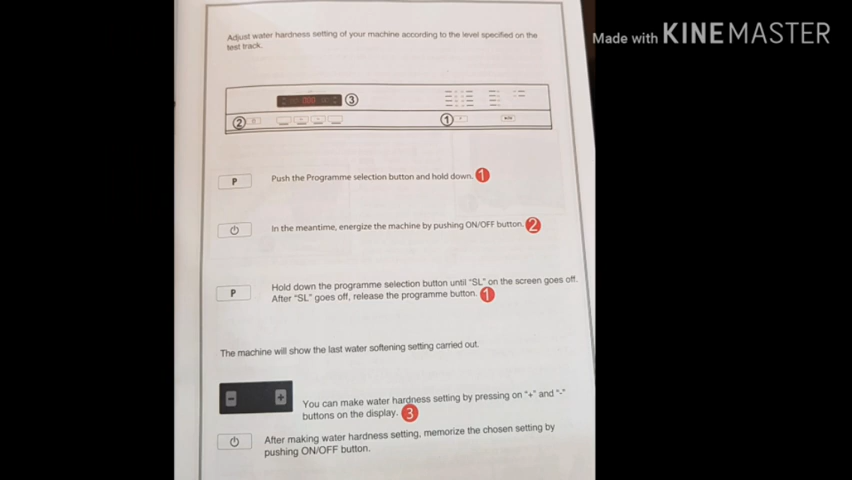 Made with KINEMASTER
Adjust water hardness setting of your machine according to the level specified on the
test track.
3
2
1
P
Push the Programme selection button and hold down. 1
In the meantime, energize the machine by pushing ON/OFF button. 2
P
Hold down the programme selection button until "SL" on the screen goes off.
After "SL" goes off, release the programme button. 1
The machine will show the last water softening setting carried out.
- +
You can make water hardness setting by pressing on "+" and "-"
buttons on the display. 3
After making water hardness setting, memorize the chosen setting by
pushing ON/OFF button.